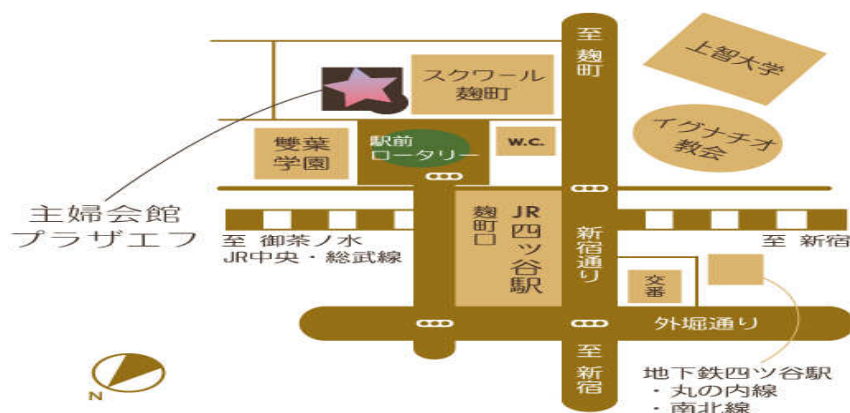 至 麹町
上智大学
スクワール
麹町
イグナチオ
教会
雙葉
学園
駅前
ロータリー
W.C.
主婦会館
プラザエフ
麹町口
JR四ッ谷駅
新宿通り
至 御茶ノ水
JR中央・総武線
至 新宿
交番
外堀通り
至 新宿
地下鉄四ツ谷駅
・丸の内線
・南北線
N